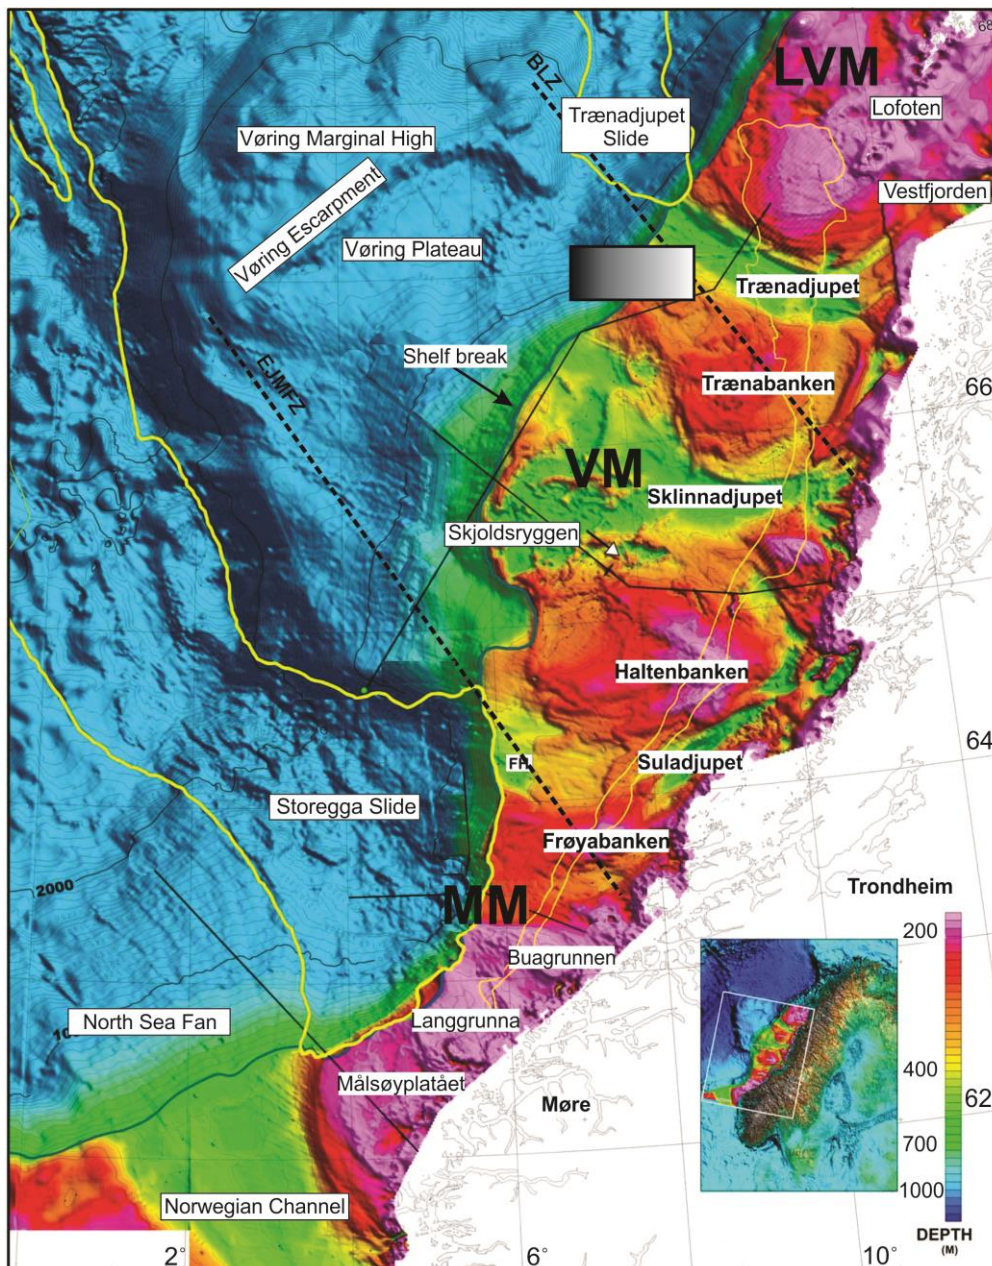 68
LVM
BLZ
Trænadjupet
Slide
Lofoten
Vøring Marginal High
Vestfjorden
Vøring Escarpment
Vøring Plateau
Trænadjupet
Shelf break
EJMFZ
Trænabanken
66
VM
Sklinnadjupet
Skjoldsryggen
Haltenbanken
64
FH
Suladjupet
Storegga Slide
Frøyabanken
2000
MM
Trondheim
200
Buagrunnen
North Sea Fan
Langgrunna
400
Målsøyplatået
Møre
62
700
Norwegian Channel
1000
DEPTH
(M)
2°
6°
10°